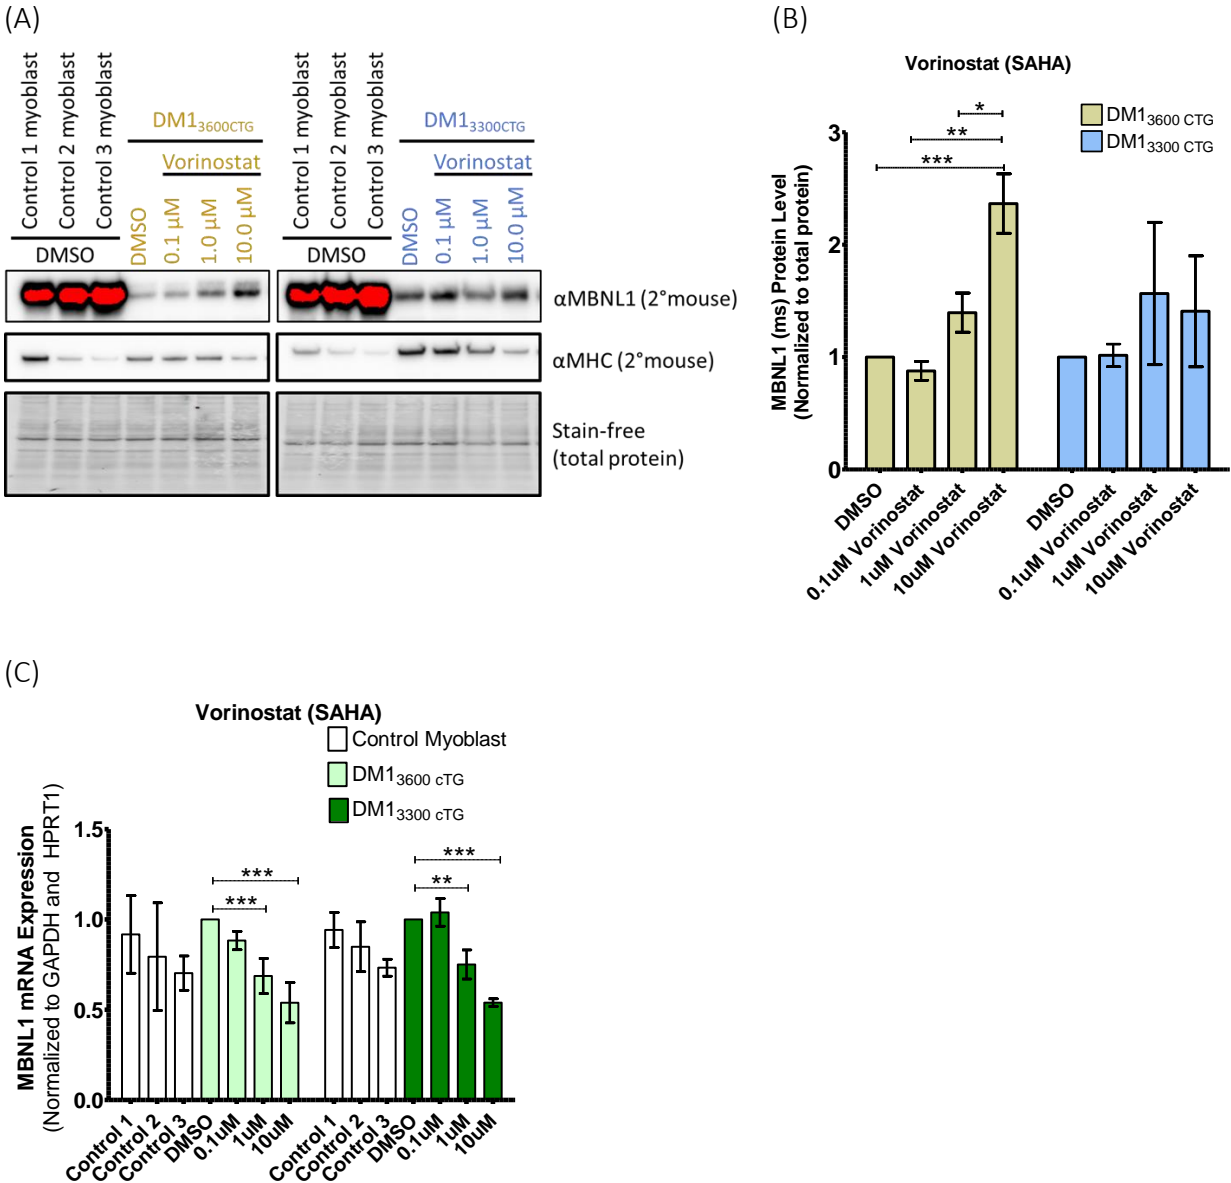 (A)
Control 1 myoblast
Control 2 myoblast
Control 3 myoblast
DM13600CTG
Vorinostat
DMSO
DMSO
0.1 µM
1.0 µM
10.0 µM
Control 1 myoblast
Control 2 myoblast
Control 3 myoblast
DM13300CTG
Vorinostat
DMSO
DMSO
0.1 µM
1.0 µM
10.0 µM
αMBNL1 (2°mouse)
αMHC (2°mouse)
Stain-free
(total protein)
(B)
Vorinostat (SAHA)
DM13600 CTG
DM13300 CTG
MBNL1 (ms) Protein Level
(Normalized to total protein)
3
2
1
0
*
**
***
DMSO
0.1uM Vorinostat
1uM Vorinostat
10uM Vorinostat
DMSO
0.1uM Vorinostat
1uM Vorinostat
10uM Vorinostat
(C)
Vorinostat (SAHA)
Control Myoblast
DM13600 cTG
DM13300 cTG
MBNL1 mRNA Expression
(Normalized to GAPDH and HPRT1)
1.5
1.0
0.5
0.0
***
***
***
**
Control 1
Control 2
Control 3
DMSO
0.1uM
1uM
10uM
Control 1
Control 2
Control 3
DMSO
0.1uM
1uM
10uM